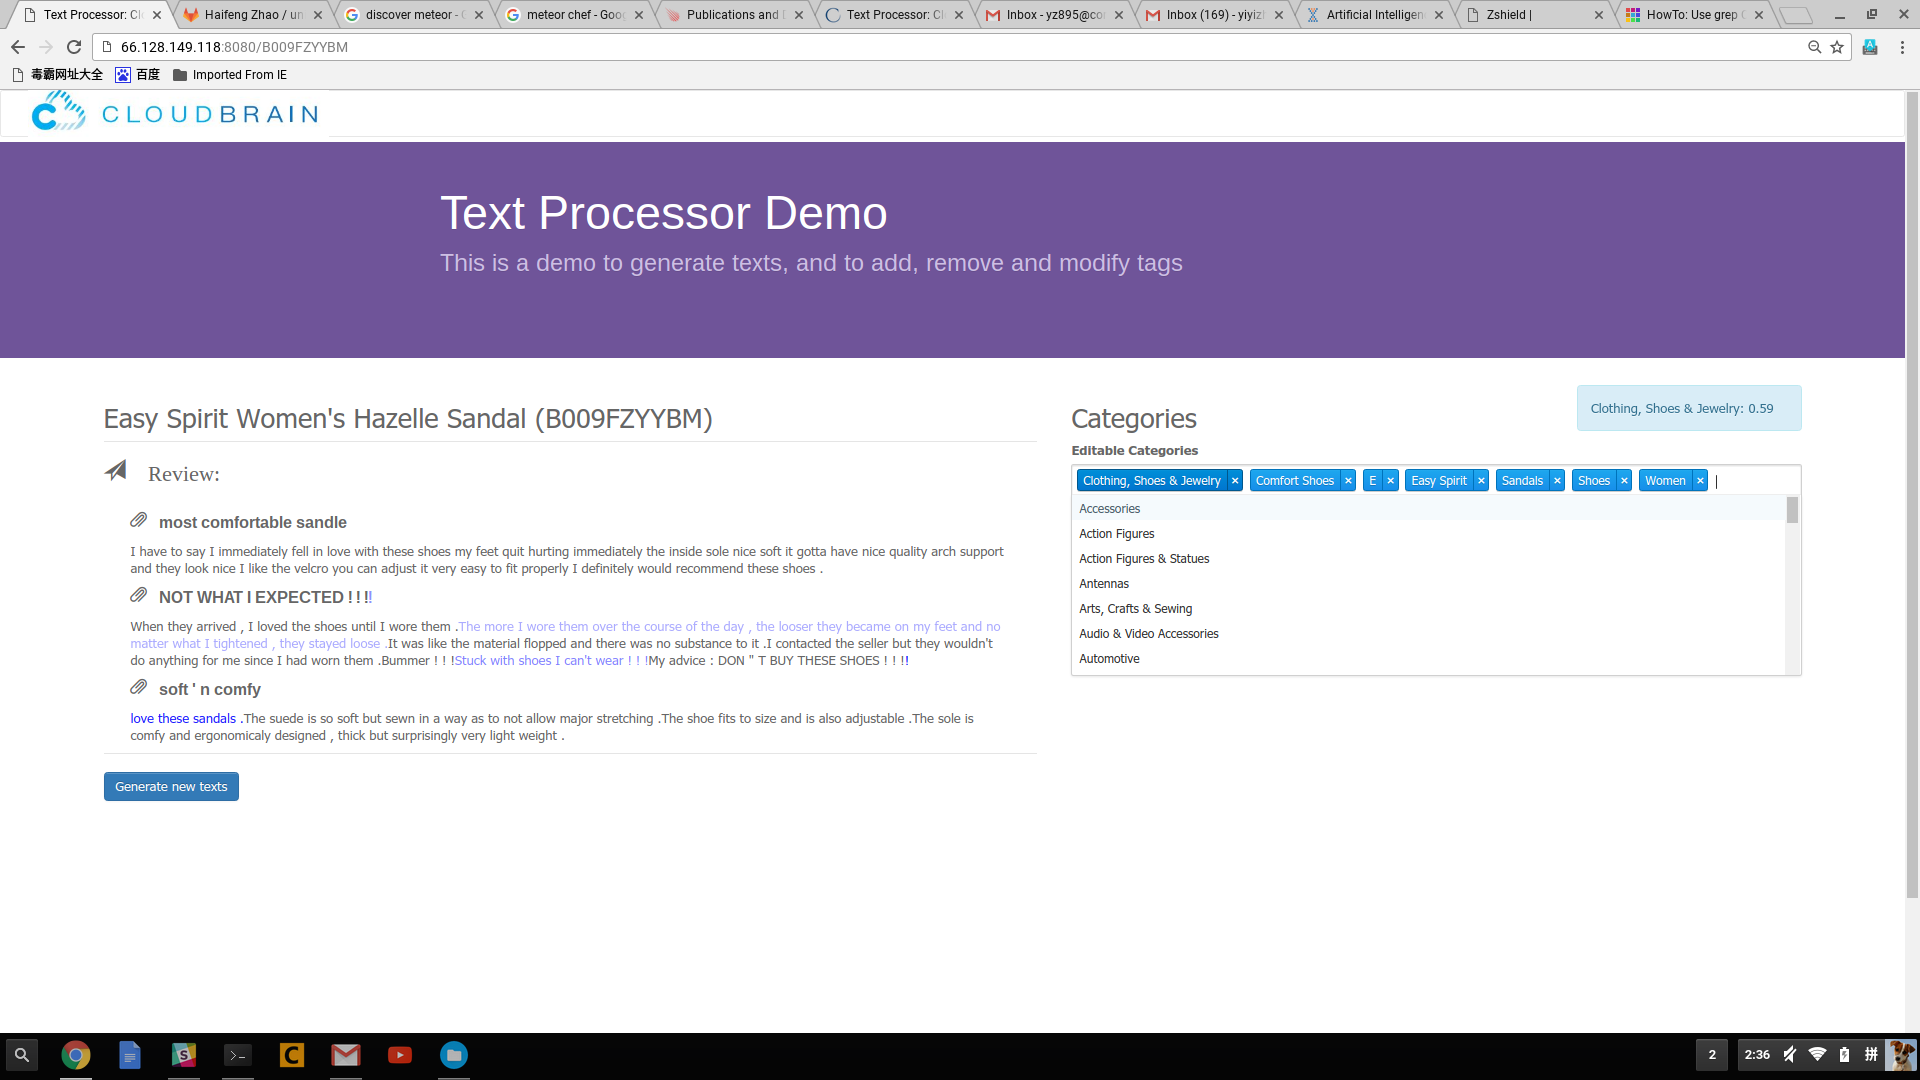 Text Processor: Cl
Haifeng Zhao / un
discover meteor - G
meteor chef - Goog
Publications and D
Text Processor: Cl
Inbox - yz895@co
Inbox (169) - yiyizh
Artificial Intelligen
Zshield |
HowTo: Use grep C
66.128.149.118:8080/B009FZYYBM
毒霸网址大全
百度
Imported From IE
CLOUDBRAIN
Text Processor Demo
This is a demo to generate texts, and to add, remove and modify tags
Easy Spirit Women's Hazelle Sandal (B009FZYYBM)
Review:
most comfortable sandle
I have to say I immediately fell in love with these shoes my feet quit hurting immediately the inside sole nice soft it gotta have nice quality arch support
and they look nice I like the velcro you can adjust it very easy to fit properly I definitely would recommend these shoes .
NOT WHAT I EXPECTED ! ! !!
When they arrived , I loved the shoes until I wore them .The more I wore them over the course of the day , the looser they became on my feet and no
matter what I tightened , they stayed loose .It was like the material flopped and there was no substance to it .I contacted the seller but they wouldn't
do anything for me since I had worn them .Bummer ! ! !Stuck with shoes I can't wear ! ! !My advice : DON " T BUY THESE SHOES ! ! !!
soft ' n comfy
love these sandals .The suede is so soft but sewn in a way as to not allow major stretching .The shoe fits to size and is also adjustable .The sole is
comfy and ergonomicaly designed , thick but surprisingly very light weight .
Generate new texts
Categories
Clothing, Shoes & Jewelry: 0.59
Editable Categories
Clothing, Shoes & Jewelry × Comfort Shoes × E × Easy Spirit × Sandals × Shoes × Women ×
Accessories
Action Figures
Action Figures & Statues
Antennas
Arts, Crafts & Sewing
Audio & Video Accessories
Automotive
2
2:36
拼